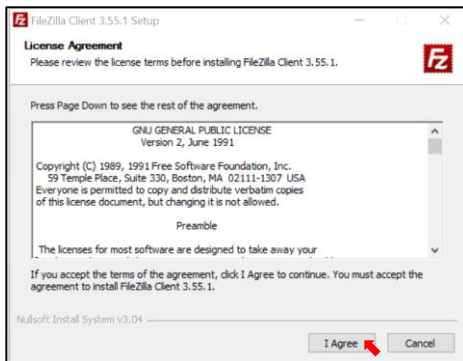 FileZilla Client 3.55.1 Setup
License Agreement
Please review the license terms before installing FileZilla Client 3.55.1.
Fz
Press Page Down to see the rest of the agreement.
GNU GENERAL PUBLIC LICENSE
Version 2, June 1991
Copyright (C) 1989, 1991 Free Software Foundation, Inc.
59 Temple Place, Suite 330, Boston, MA 02111-1307 USA
Everyone is permitted to copy and distribute verbatim copies
of this license document, but changing it is not allowed.
Preamble
The licenses for most software are designed to take away your
If you accept the terms of the agreement, click I Agree to continue. You must accept the
agreement to install FileZilla Client 3.55.1.
Nullsoft Install System v3.04
I Agree
Cancel